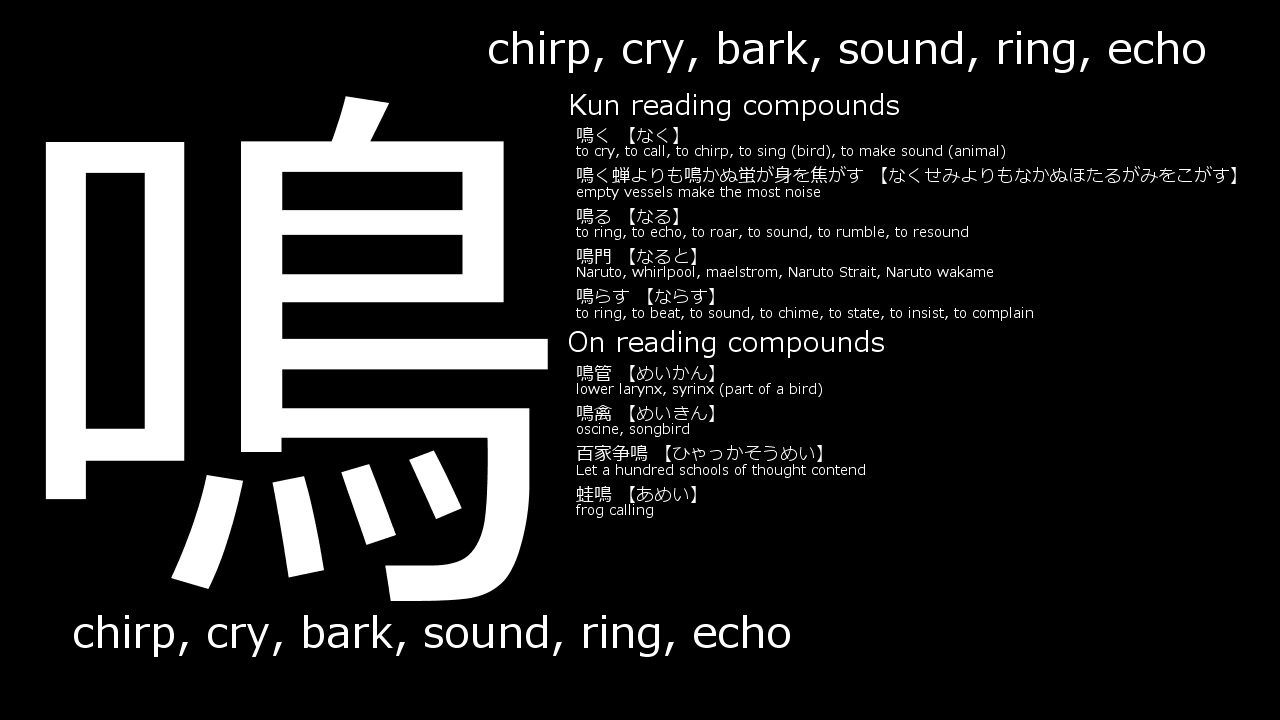 chirp, cry, bark, sound, ring, echo
鳴
Kun reading compounds
鳴く 【なく】
to cry, to call, to chirp, to sing (bird), to make sound (animal)
鳴く蝉よりも鳴かぬ蛍が身を焦がす 【なくせみよりもなかぬほたるがみをこがす】
empty vessels make the most noise
鳴る 【なる】
to ring, to echo, to roar, to sound, to rumble, to resound
鳴門 【なると】
Naruto, whirlpool, maelstrom, Naruto Strait, Naruto wakame
鳴らす 【ならす】
to ring, to beat, to sound, to chime, to state, to insist, to complain
On reading compounds
鳴管 【めいかん】
lower larynx, syrinx (part of a bird)
鳴禽 【めいきん】
oscine, songbird
百家争鳴 【ひゃっかそうめい】
Let a hundred schools of thought contend
蛙鳴 【あめい】
frog calling
chirp, cry, bark, sound, ring, echo